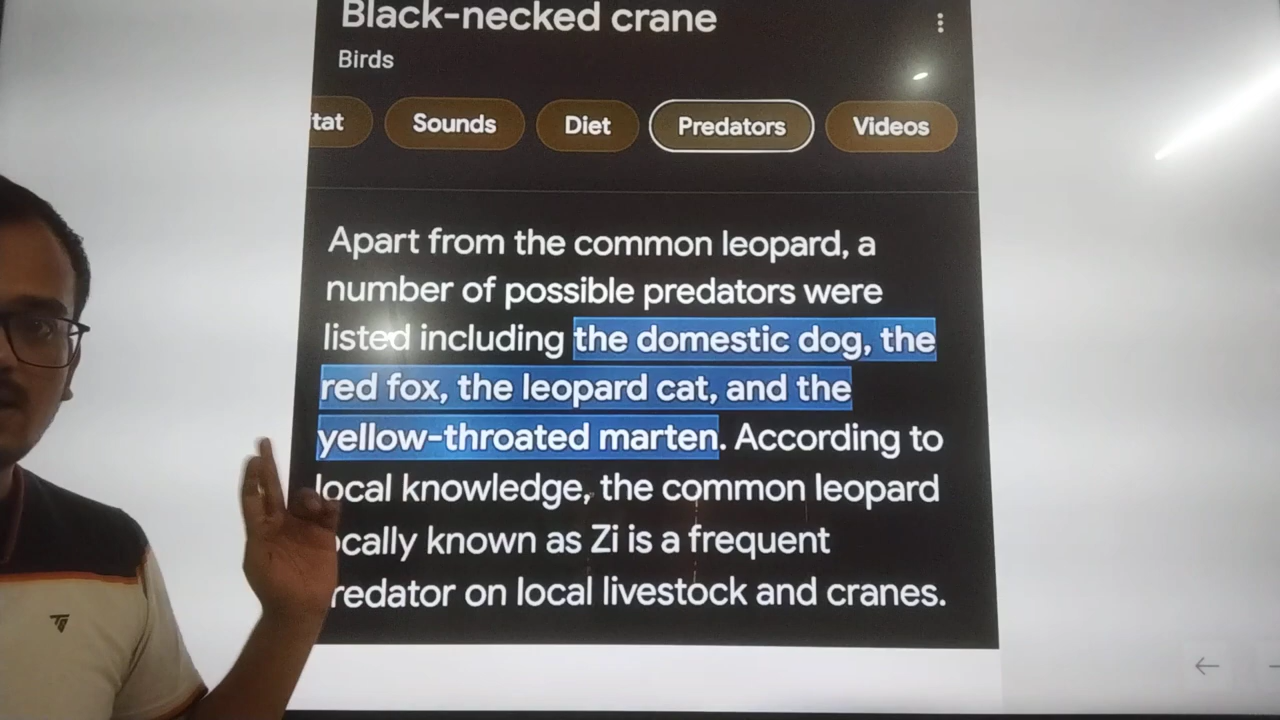 Black-necked crane
Birds
tat Sounds Diet Predators Videos
Apart from the common leopard, a
number of possible predators were
listed including the domestic dog, the
red fox, the leopard cat, and the
yellow-throated marten. According to
local knowledge, the common leopard
ocally known as Zi is a frequent
redator on local livestock and cranes.